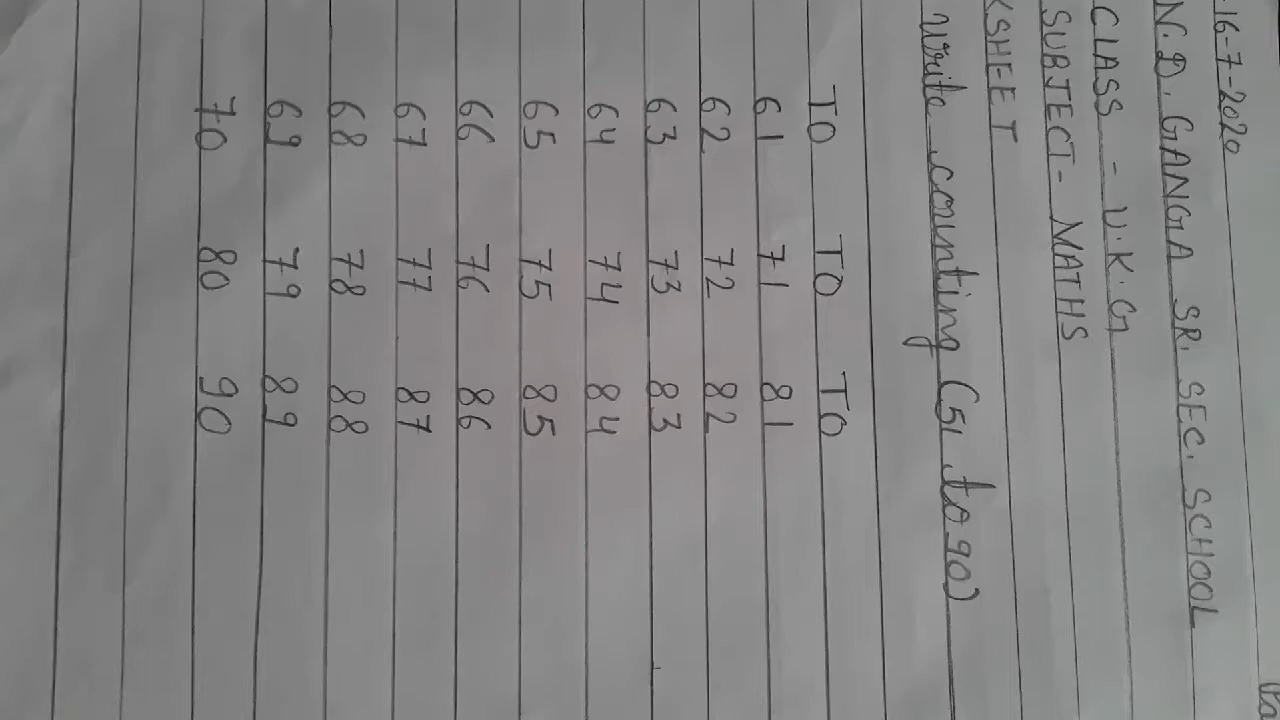 16-7-2020
N.D. GANGA SR. SEC. SCHOOL
CLASS - U.K.G
SUBJECT- MATHS
KSHEET
Write counting (51 to 90)
TO TO TO
61 71 81
62 72 82
63 73 83
64 74 84
65 75 85
66 76 86
67 77 87
68 78 88
69 79 89
70 80 90